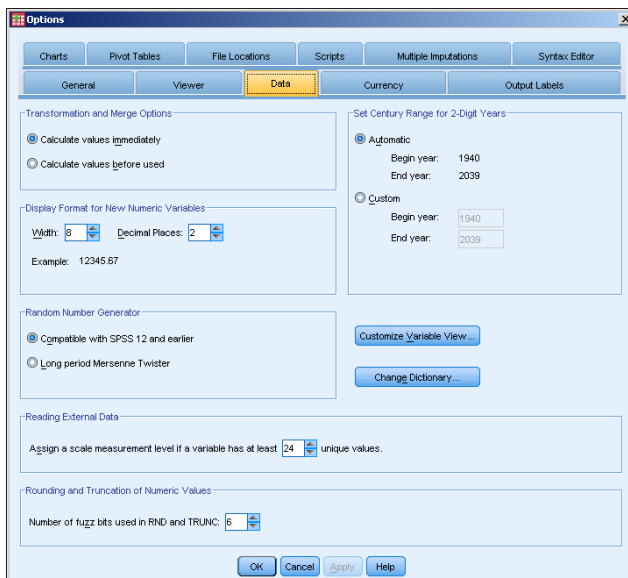 Options
Charts Pivot Tables File Locations Scripts Multiple Imputations Syntax Editor
General Viewer Data Currency Output Labels
Transformation and Merge Options
Calculate values immediately
Calculate values before used
Set Century Range for 2-Digit Years
Automatic
Begin year: 1940
End year: 2039
Custom
Begin year: 1940
End year: 2039
Display Format for New Numeric Variables
Width: 8 Decimal Places: 2
Example: 12345.67
Random Number Generator
Compatible with SPSS 12 and earlier
Long period Mersenne Twister
Customize Variable View...
Change Dictionary...
Reading External Data
Assign a scale measurement level if a variable has at least 24 unique values.
Rounding and Truncation of Numeric Values
Number of fuzz bits used in RND and TRUNC: 6
OK Cancel Apply Help